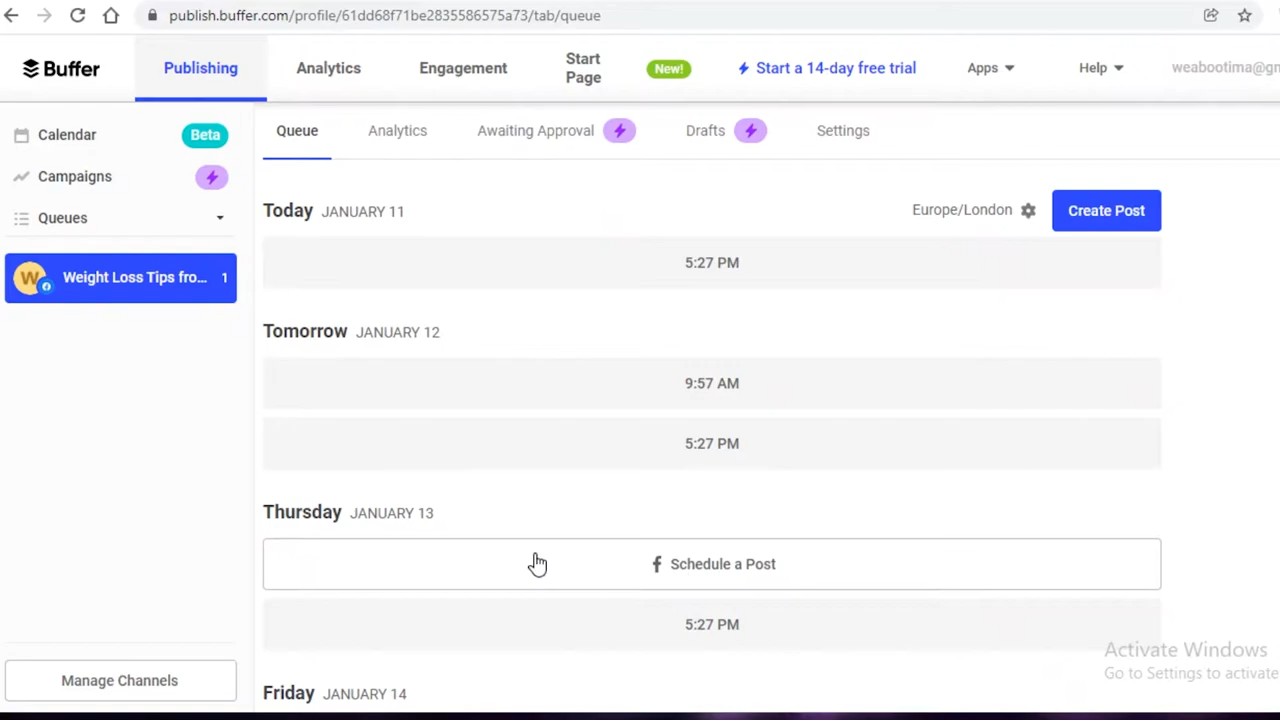 publish.buffer.com/profile/61dd68f71be2835586575a73/tab/queue
Buffer
Publishing
Analytics
Engagement
Start
Page
New!
Start a 14-day free trial
Apps
Help
weabootima@gm
Calendar
Beta
Campaigns
Queues
W
Weight Loss Tips fro...
1
Manage Channels
Queue
Analytics
Awaiting Approval
Drafts
Settings
Today JANUARY 11
Europe/London
Create Post
5:27 PM
Tomorrow JANUARY 12
9:57 AM
5:27 PM
Thursday JANUARY 13
Schedule a Post
5:27 PM
Friday JANUARY 14
Activate Windows
Go to Settings to activate